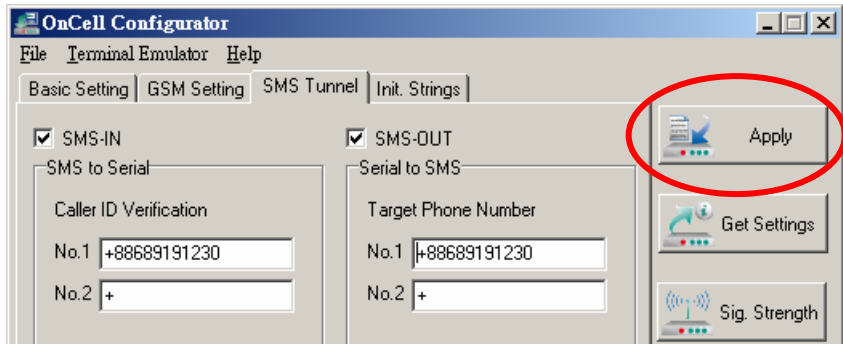 OnCell Configurator
File Terminal Emulator Help
Basic Setting GSM Setting SMS Tunnel Init. Strings
SMS-IN
SMS to Serial
Caller ID Verification
No.1 +88689191230
No.2 +
SMS-OUT
Serial to SMS
Target Phone Number
No.1 +88689191230
No.2 +
Apply
Get Settings
Sig. Strength